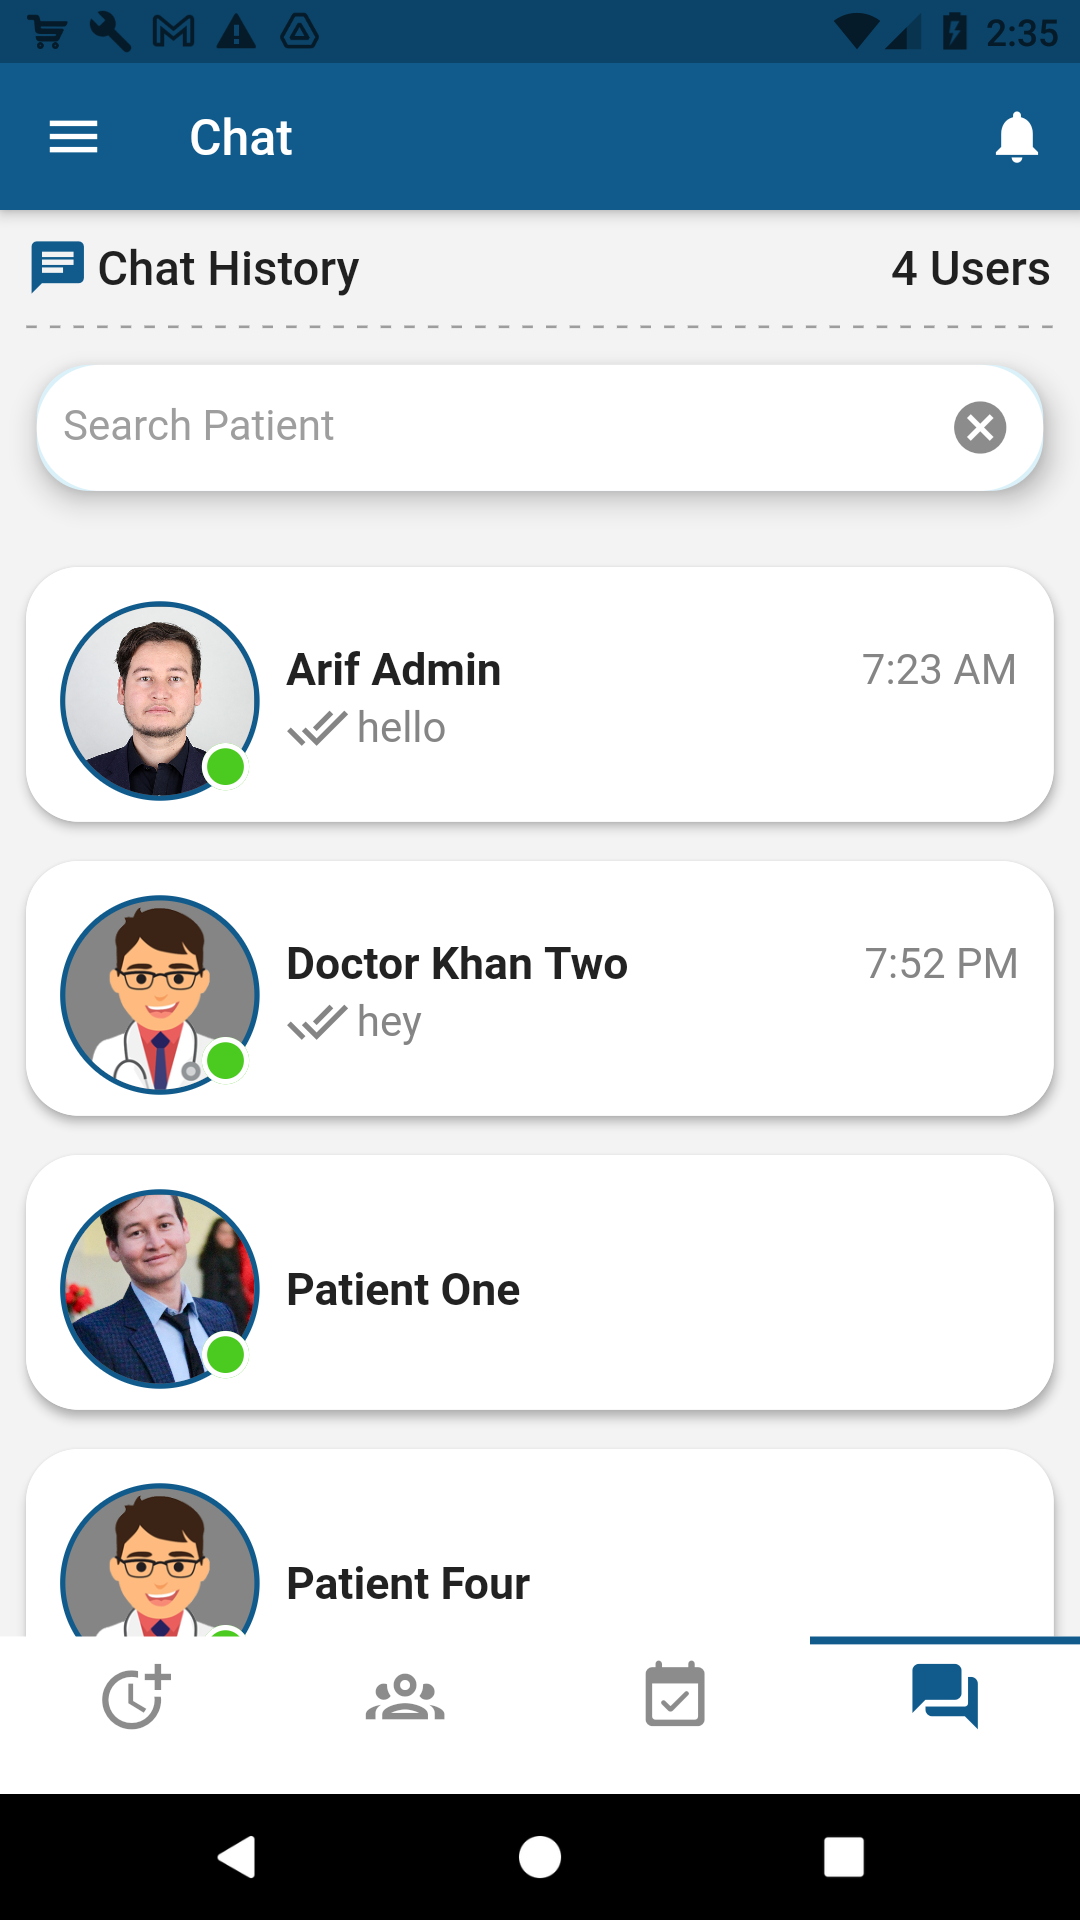 2:35
Chat
Chat History
4 Users
Search Patient
Arif Admin
7:23 AM
hello
Doctor Khan Two
7:52 PM
hey
Patient One
Patient Four